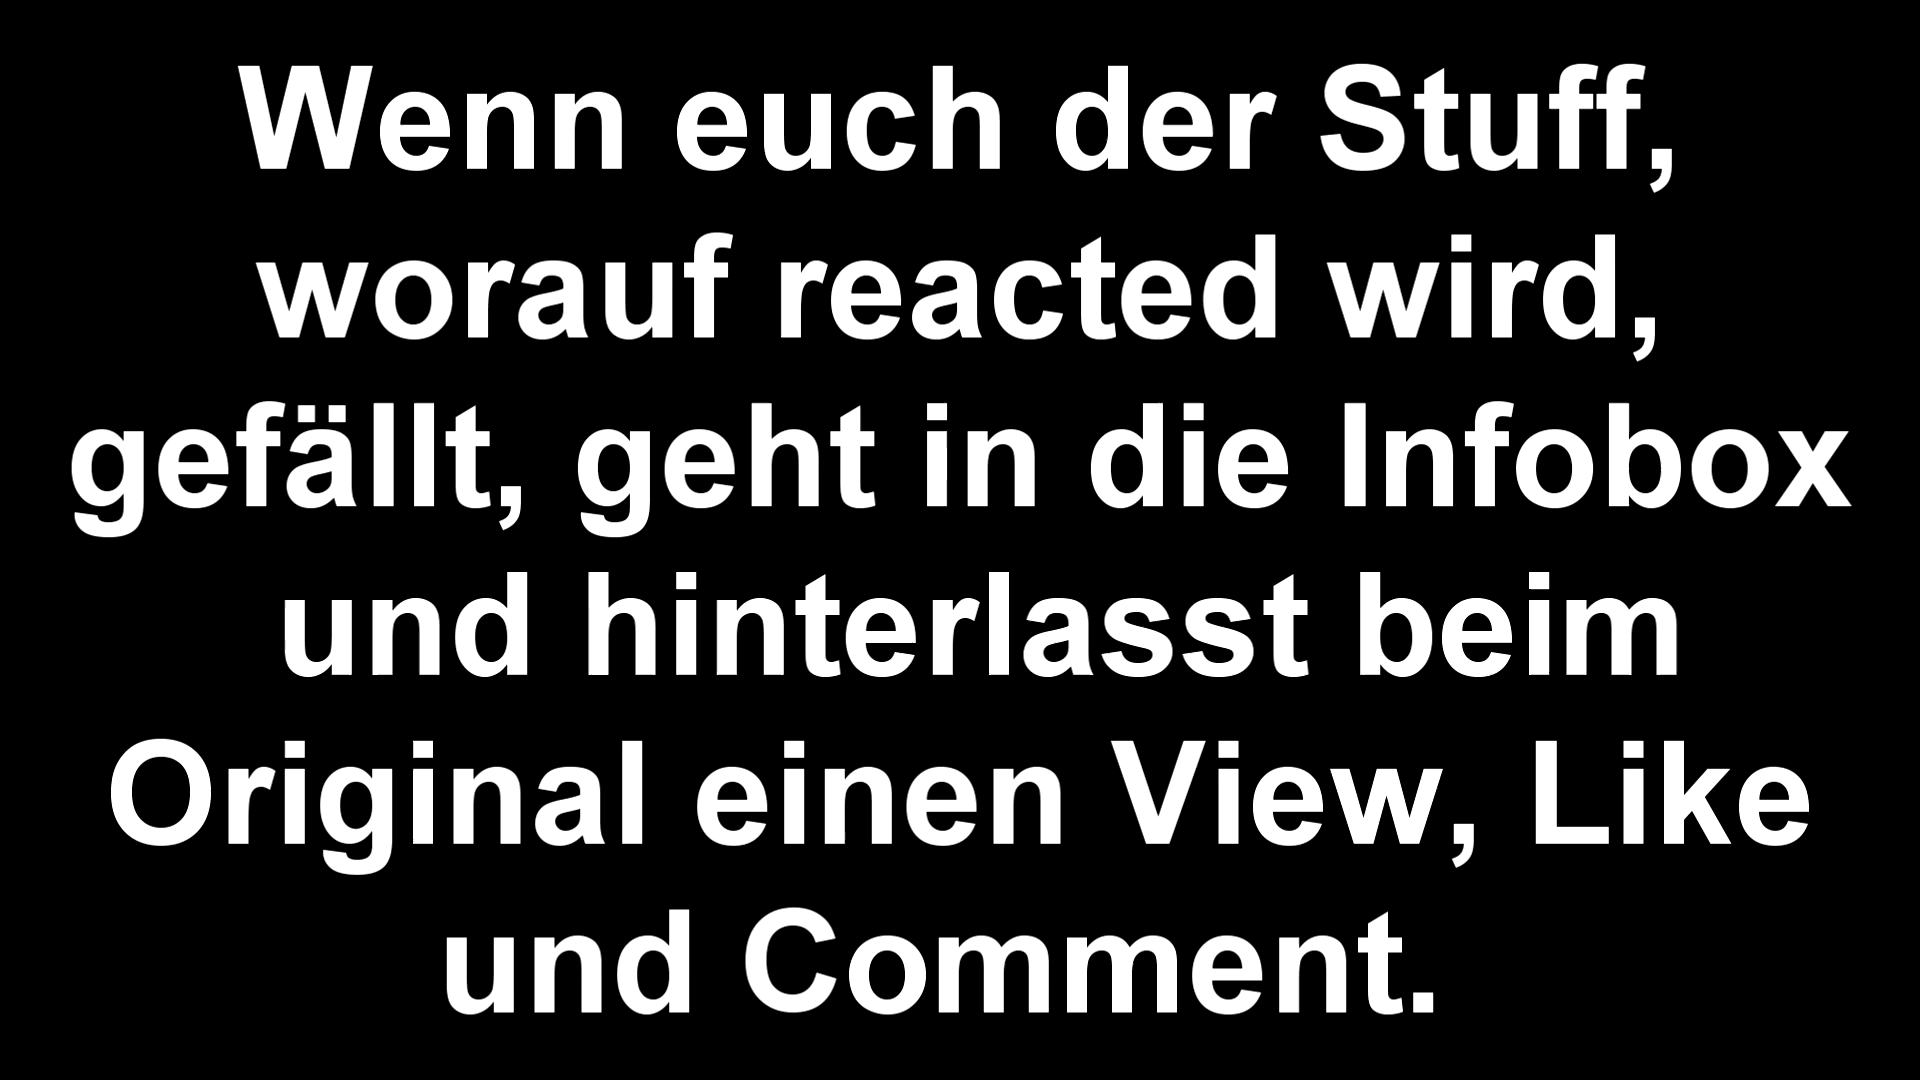 Wenn euch der Stuff,
worauf reacted wird,
gefällt, geht in die Infobox
und hinterlasst beim
Original einen View, Like
und Comment.